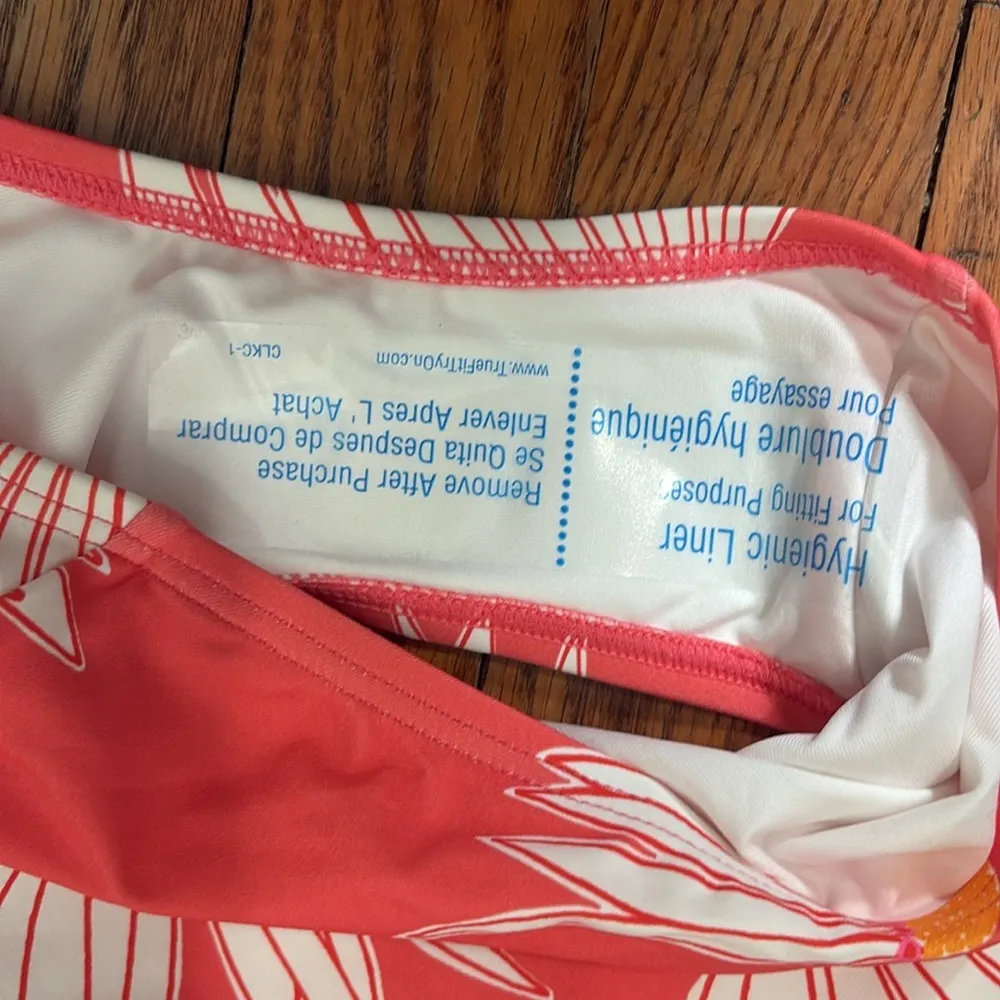 Hygienic Liner
For Fitting Purposes
Doublure hygiénique
Pour essayage
Remove After Purchase
Se Quita Despues de Comprar
Enlever Apres L' Achat
www.TrueFitTryOn.com
CLKC-1